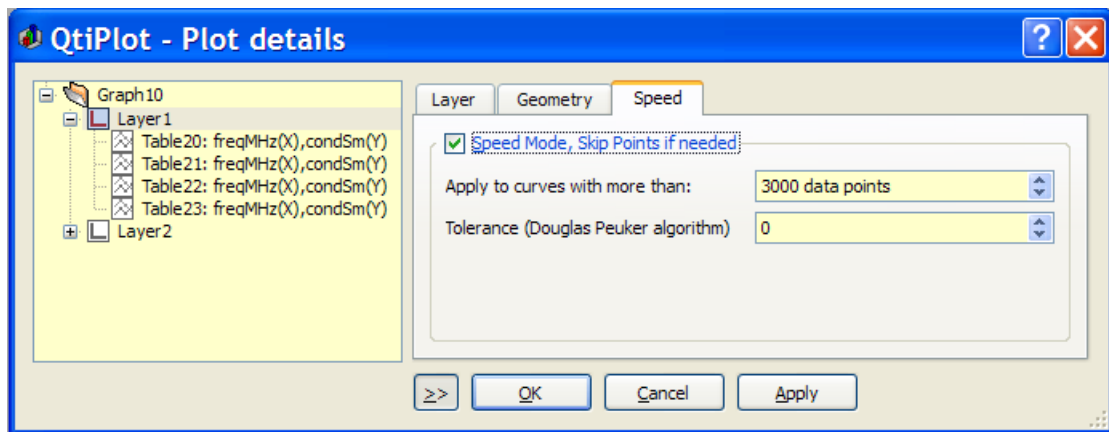 QtiPlot - Plot details
Graph10
Layer1
Table20: freqMHz(X),condSm(Y)
Table21: freqMHz(X),condSm(Y)
Table22: freqMHz(X),condSm(Y)
Table23: freqMHz(X),condSm(Y)
Layer2
Layer Geometry Speed
Speed Mode, Skip Points if needed
Apply to curves with more than: 3000 data points
Tolerance (Douglas Peuker algorithm) 0
>> OK Cancel Apply